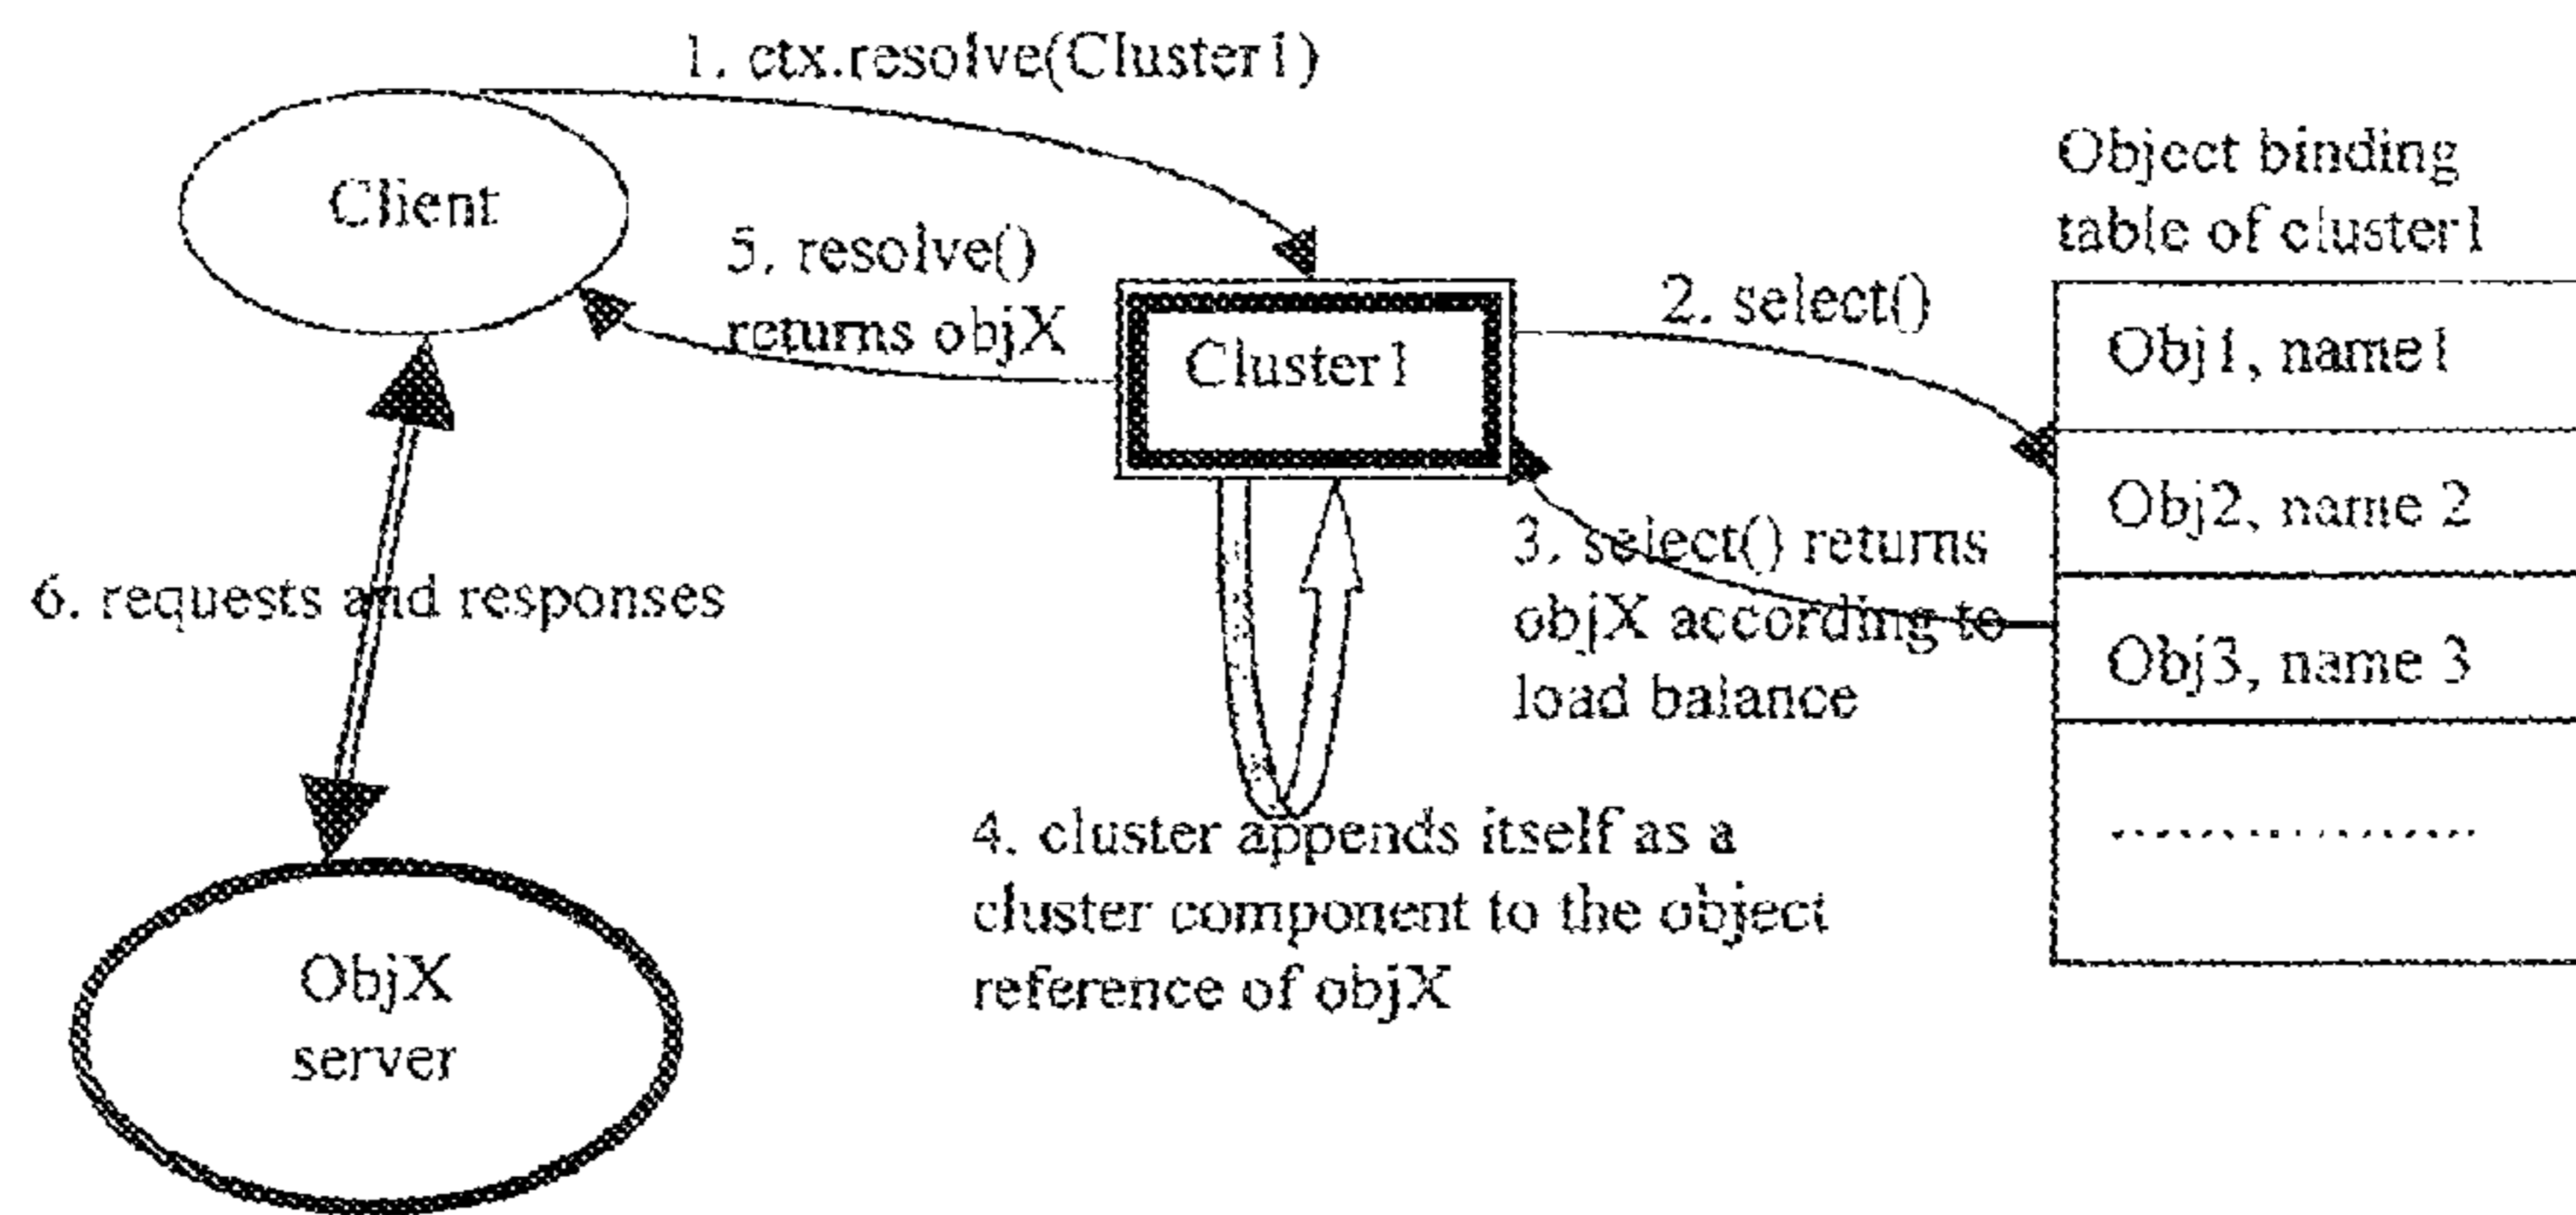 1. ctx.resolve(Cluster1)
Client
5. resolve()
returns objX
Cluster1
2. select()
Object binding
table of cluster1
Obj1, name1
Obj2, name 2
Obj3, name 3
..................
3. select() returns
objX according to
load balance
4. cluster appends itself as a
cluster component to the object
reference of objX
6. requests and responses
ObjX
server